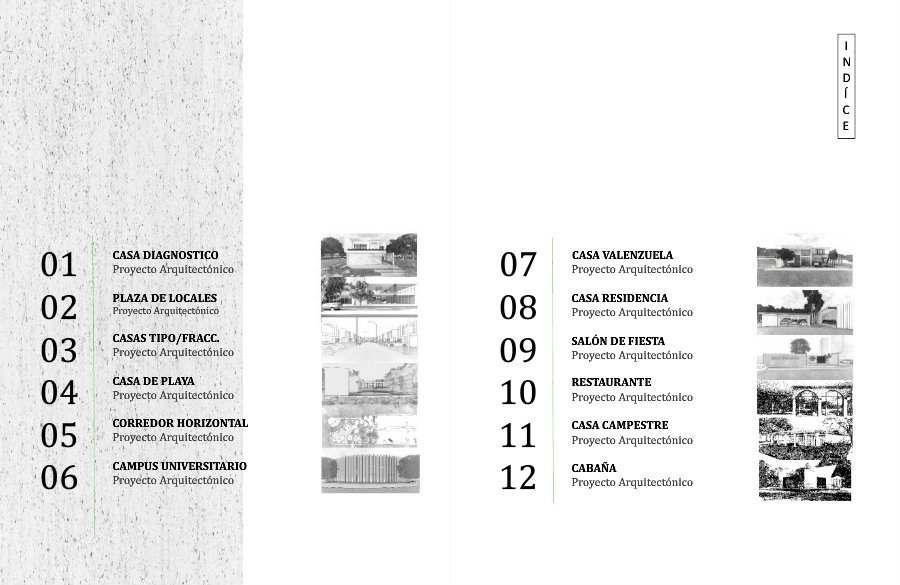 I
N
D
Í
C
E
01
CASA DIAGNOSTICO
Proyecto Arquitectónico
02
PLAZA DE LOCALES
Proyecto Arquitectónico
03
CASAS TIPO/FRACC.
Proyecto Arquitectónico
04
CASA DE PLAYA
Proyecto Arquitectónico
05
CORREDOR HORIZONTAL
Proyecto Arquitectónico
06
CAMPUS UNIVERSITARIO
Proyecto Arquitectónico
07
CASA VALENZUELA
Proyecto Arquitectónico
08
CASA RESIDENCIA
Proyecto Arquitectónico
09
SALÓN DE FIESTA
Proyecto Arquitectónico
10
RESTAURANTE
Proyecto Arquitectónico
11
CASA CAMPESTRE
Proyecto Arquitectónico
12
CABAÑA
Proyecto Arquitectónico